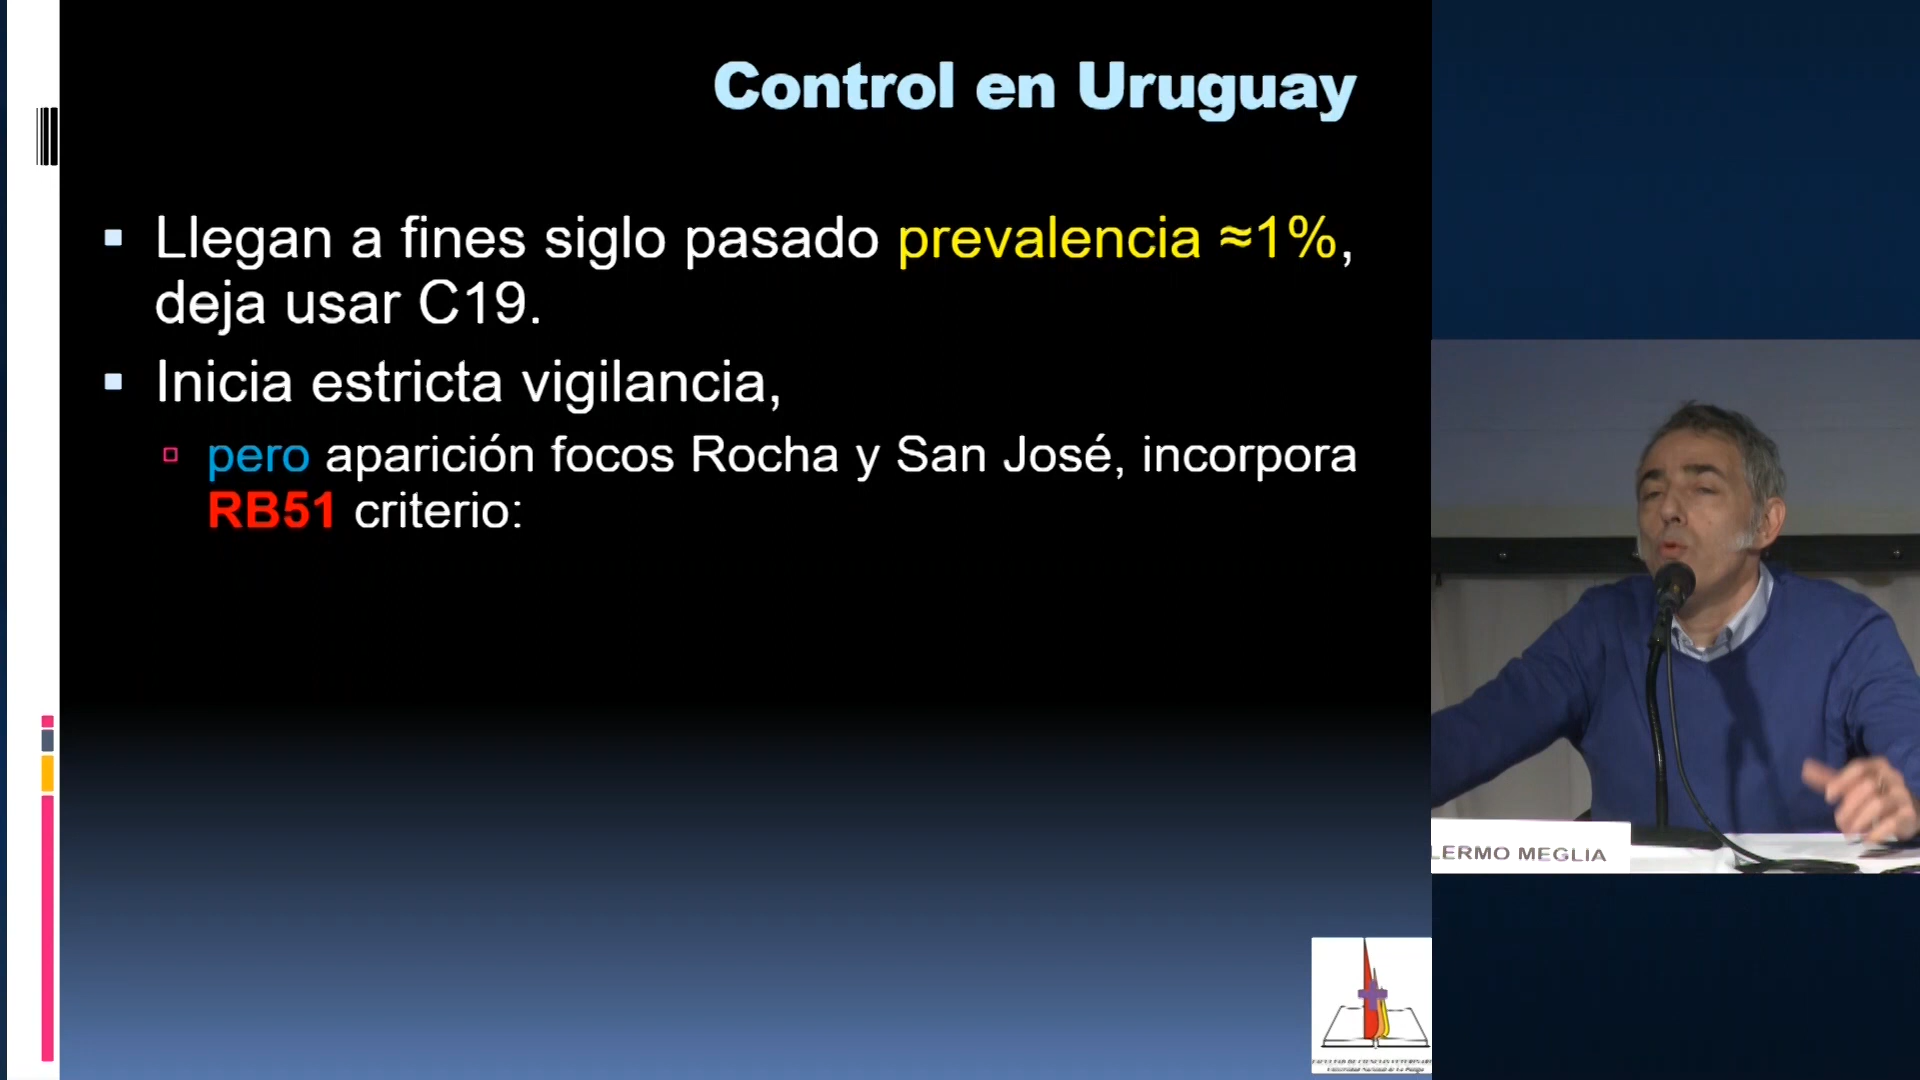 Control en Uruguay
Llegan a fines siglo pasado prevalencia ≈1%,
deja usar C19.
Inicia estricta vigilancia,
pero aparición focos Rocha y San José, incorpora
RB51 criterio:
LERMO MEGLIA